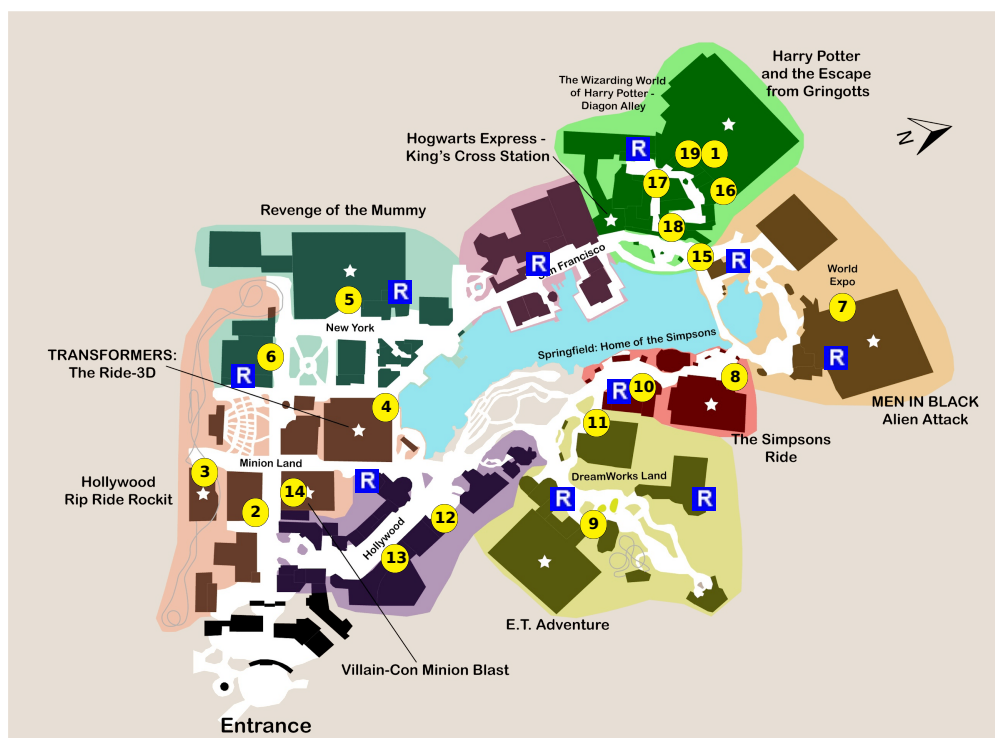 Harry Potter
and the Escape
from Gringotts
The Wizarding World
of Harry Potter -
Diagon Alley
N
Hogwarts Express -
King's Cross Station
R
19
1
17
16
18
Revenge of the Mummy
15
R
R
San Francisco
World
Expo
R
5
7
New York
Springfield: Home of the Simpsons
TRANSFORMERS:
The Ride-3D
6
R
R
8
R
10
4
MEN IN BLACK
Alien Attack
11
The Simpsons
Ride
Minion Land
3
R
DreamWorks Land
Hollywood
Rip Ride Rockit
14
2
R
R
12
9
Hollywood
13
E.T. Adventure
Villain-Con Minion Blast
Entrance